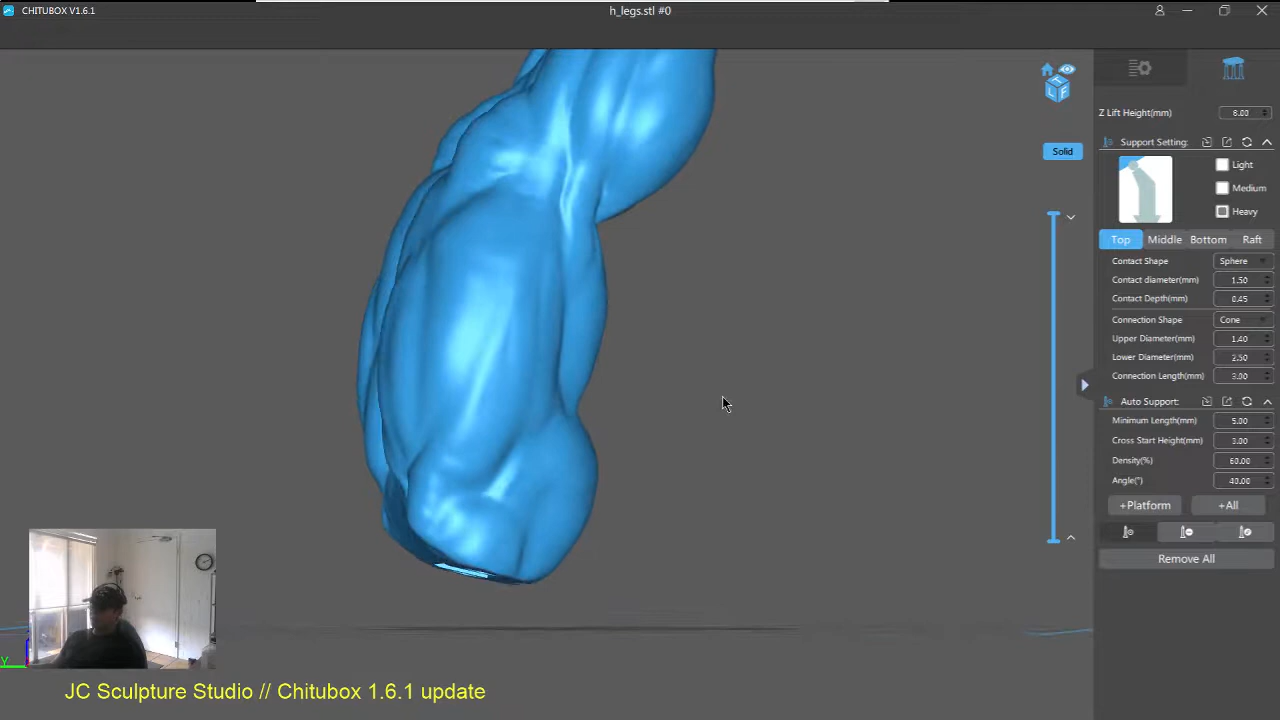 CHITUBOX V1.6.1
h_legs.stl #0
Z Lift Height(mm) 6.00
Support Setting:
Light
Medium
Heavy
Top Middle Bottom Raft
Contact Shape Sphere
Contact diameter(mm) 1.50
Contact Depth(mm) 0.45
Connection Shape Cone
Upper Diameter(mm) 1.40
Lower Diameter(mm) 2.50
Connection Length(mm) 3.00
Auto Support:
Minimum Length(mm) 5.00
Cross Start Height(mm) 3.00
Density(%) 60.00
Angle(°) 40.00
+Platform +All
Remove All
Solid
T
L F
Y
JC Sculpture Studio // Chitubox 1.6.1 update